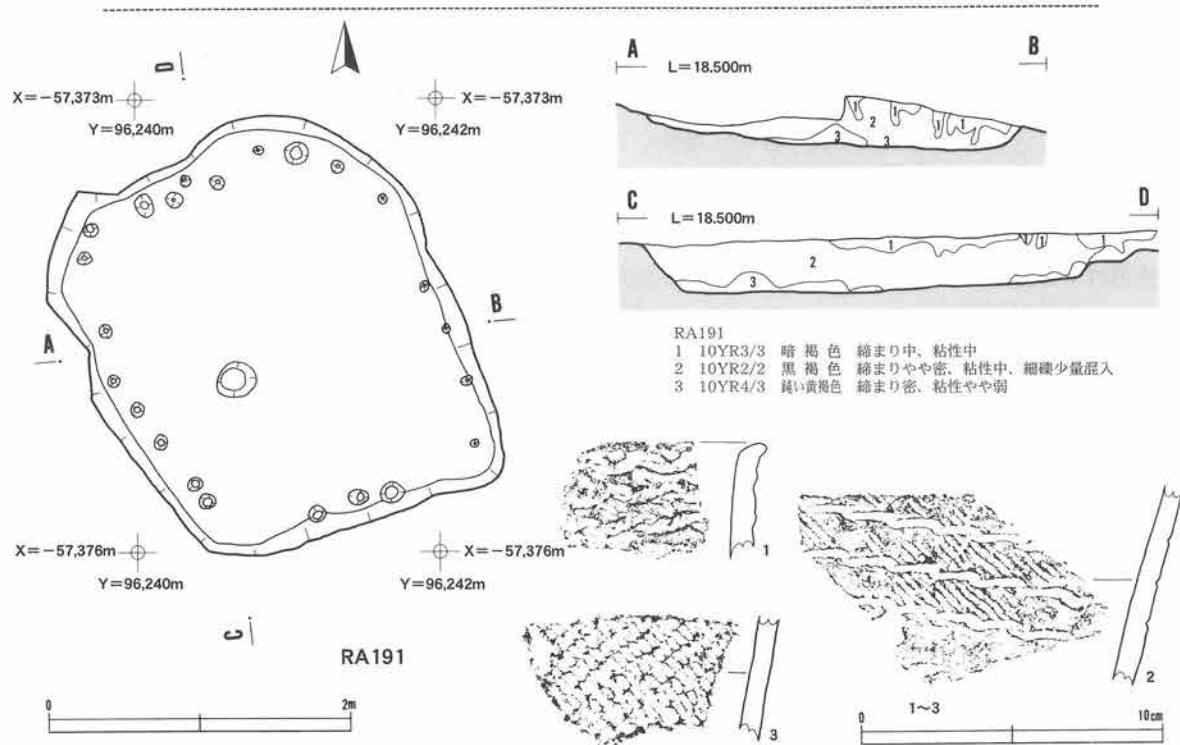 D
X=-57,373m
X=-57,373m
Y=96,240m
Y=96,242m
A
B
X=-57,376m
X=-57,376m
Y=96,240m
Y=96,242m
C
RA191
0 2m
A B
L=18.500m
1 1 1 1
2
3 3
C D
L=18.500m
1 1 1
2
3
RA191
1 10YR3/3 暗褐色 締まり中、粘性中
2 10YR2/2 黒褐色 締まりやや密、粘性中、細礫少量混入
3 10YR4/3 鈍い黄褐色 締まり密、粘性やや弱
1
2
3
1~3
0 10cm